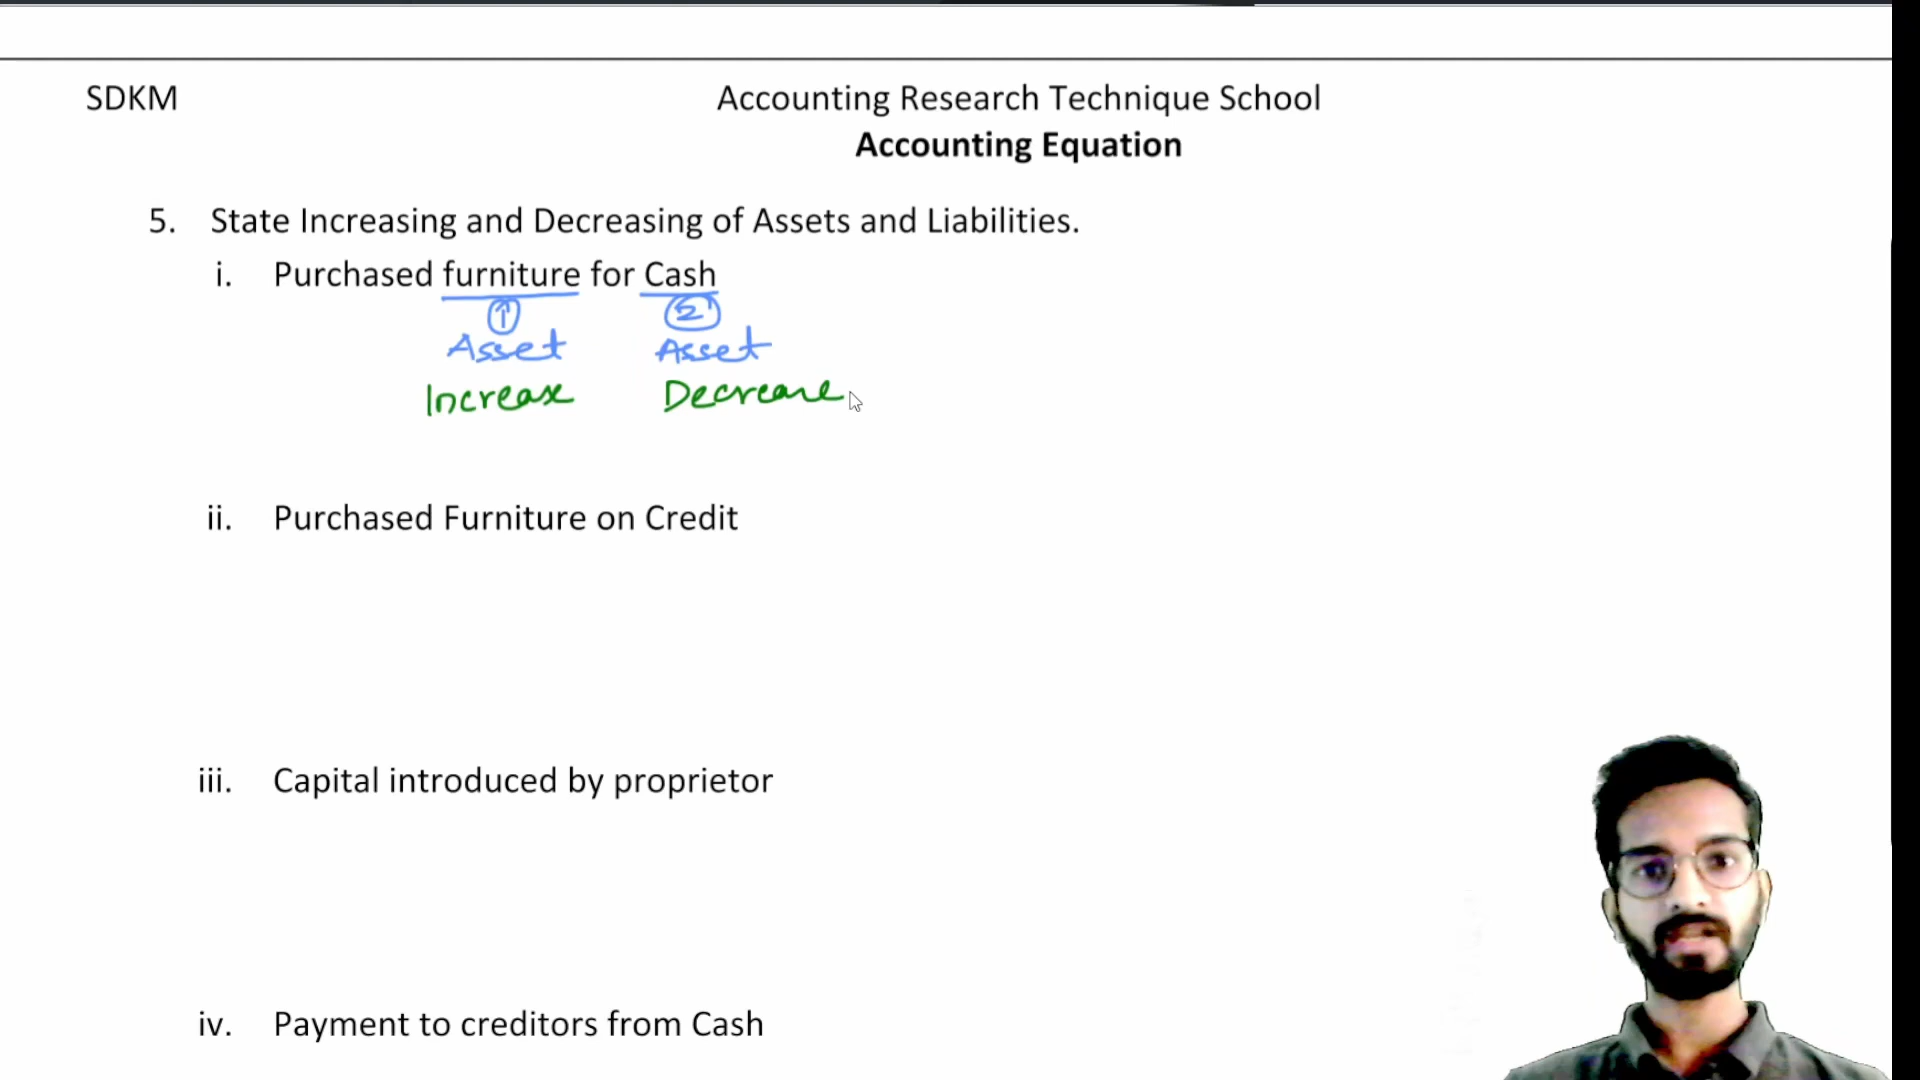 SDKM Accounting Research Technique School
Accounting Equation
5. State Increasing and Decreasing of Assets and Liabilities.
i. Purchased furniture for Cash
1 2
Asset Asset
Increase Decrease
ii. Purchased Furniture on Credit
iii. Capital introduced by proprietor
iv. Payment to creditors from Cash